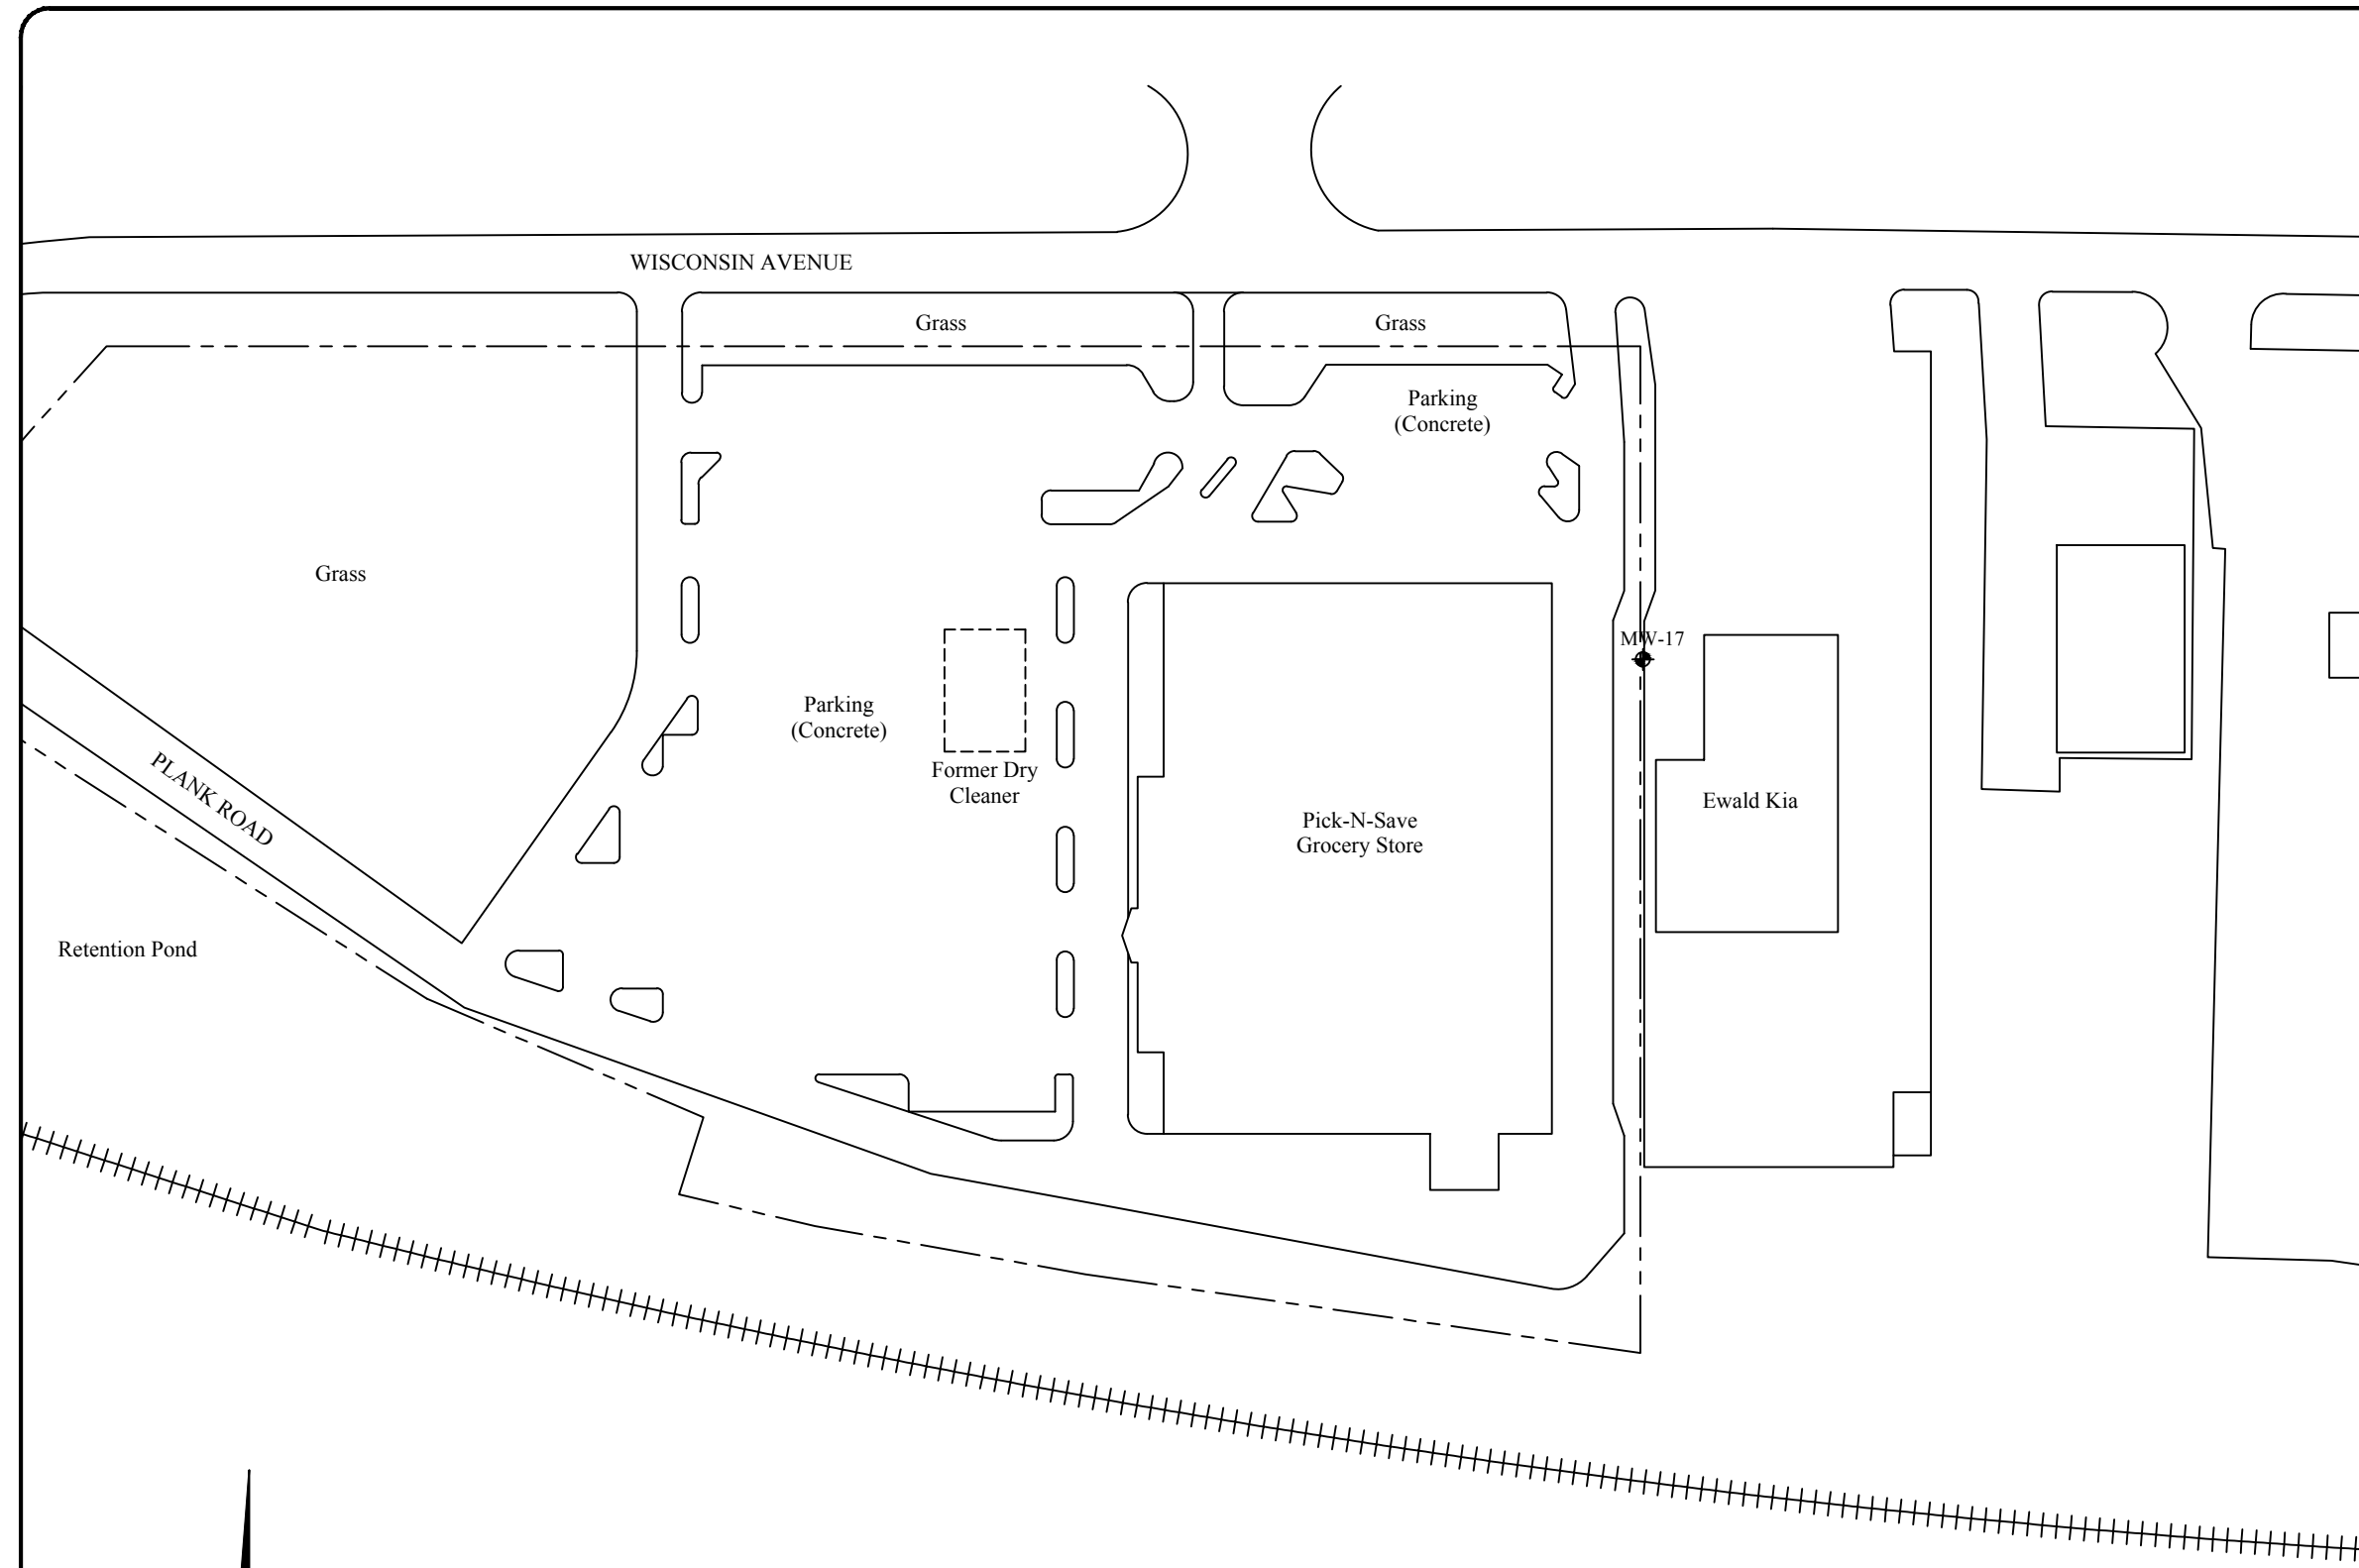 WISCONSIN AVENUE
Grass
Grass
Parking
(Concrete)
Grass
MW-17
Parking
(Concrete)
Former Dry
Cleaner
PLANK ROAD
Ewald Kia
Pick-N-Save
Grocery Store
Retention Pond